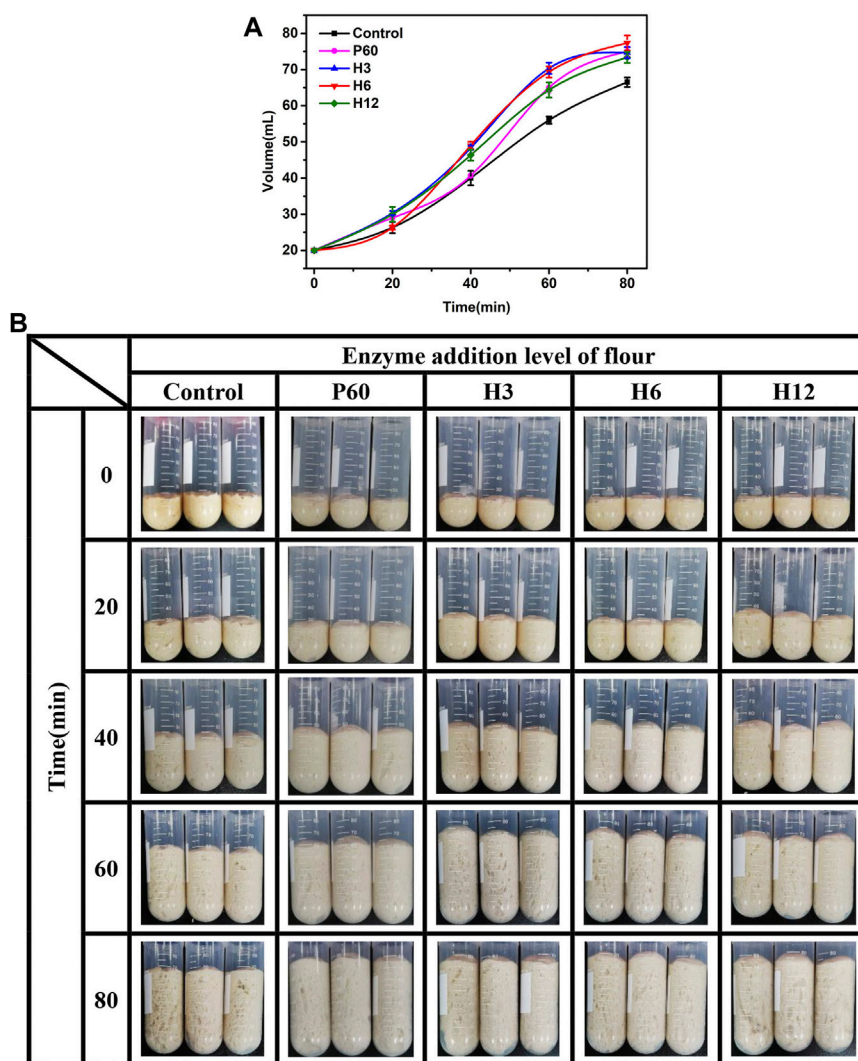 A
Control
P60
H3
H6
H12
Volume(mL)
80
70
60
50
40
30
20
0 20 40 60 80
Time(min)
B
Enzyme addition level of flour
Control P60 H3 H6 H12
Time(min)
0
20
40
60
80